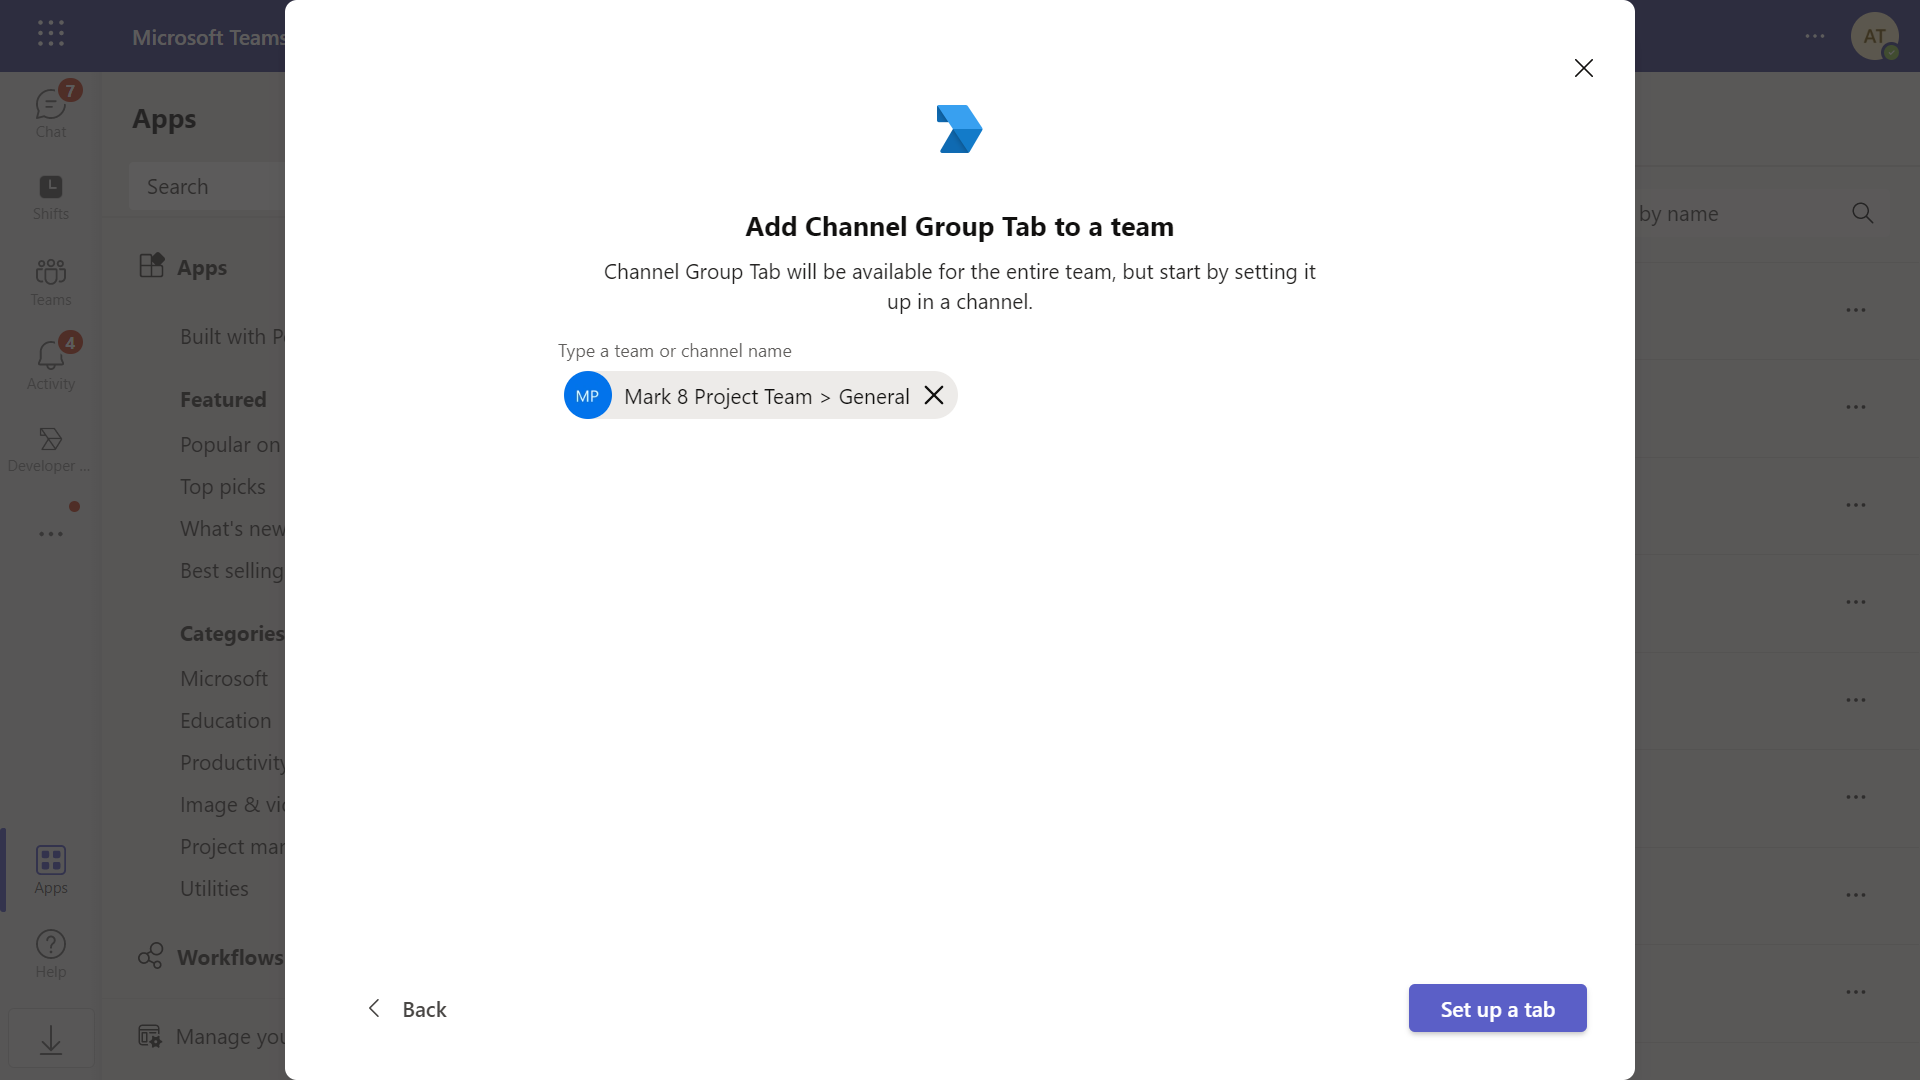 Microsoft Teams
AT
7
Chat
Shifts
Teams
4
Activity
Developer ...
Apps
Help
Apps
Search
Apps
Built with P
Featured
Popular on
Top picks
What's new
Best selling
Categories
Microsoft
Education
Productivity
Image & vi
Project mar
Utilities
Workflows
Manage you
by name
Add Channel Group Tab to a team
Channel Group Tab will be available for the entire team, but start by setting it
up in a channel.
Type a team or channel name
MP
Mark 8 Project Team > General
Back
Set up a tab